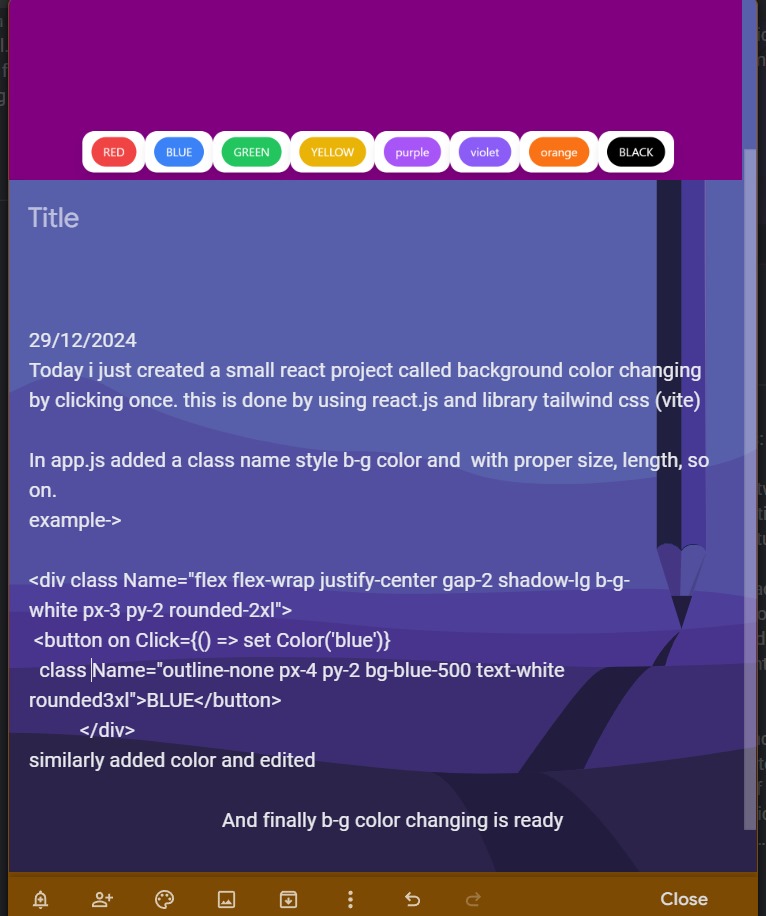 RED BLUE GREEN YELLOW purple violet orange BLACK
Title
29/12/2024
Today i just created a small react project called background color changing
by clicking once. this is done by using react.js and library tailwind css (vite)
In app.js added a class name style b-g color and  with proper size, length, so
on.
example->
<div class Name="flex flex-wrap justify-center gap-2 shadow-lg b-g-
white px-3 py-2 rounded-2xl">
<button on Click={() => set Color('blue')}
class Name="outline-none px-4 py-2 bg-blue-500 text-white
rounded3xl">BLUE</button>
</div>
similarly added color and edited
And finally b-g color changing is ready
Close